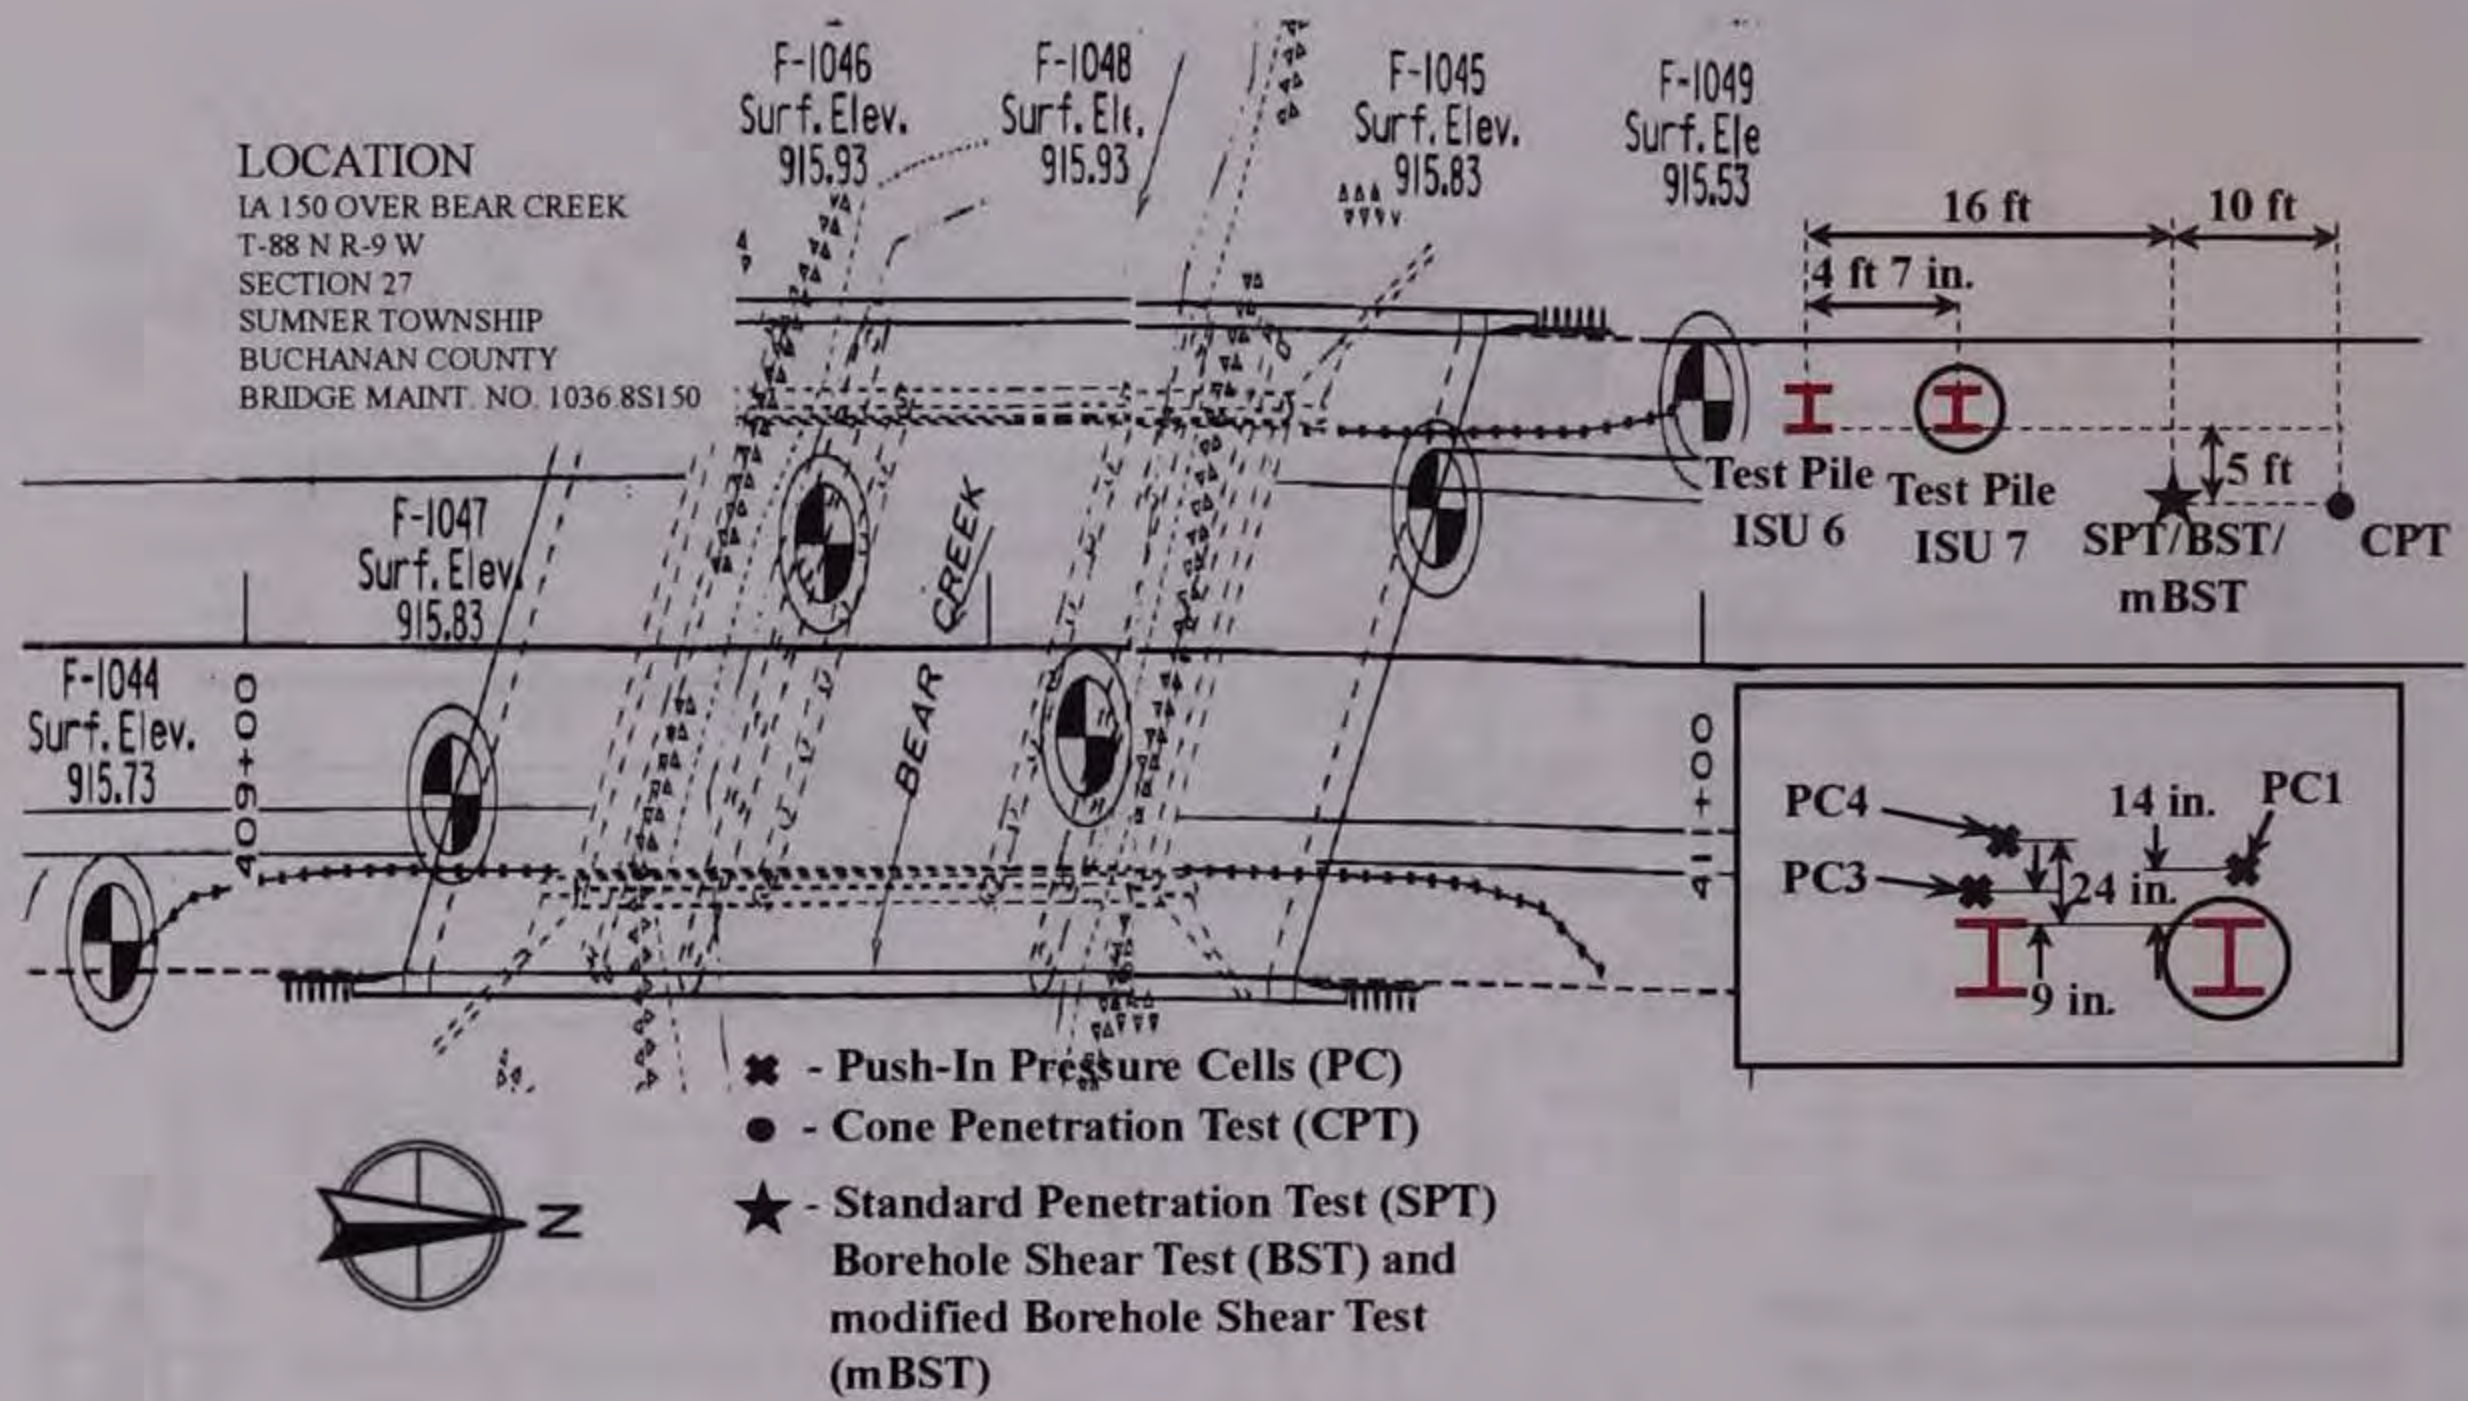 F-1046
Surf. Elev.
915.93
F-1048
Surf. Ele.
915.93
F-1045
Surf. Elev.
915.83
F-1049
Surf. Ele
915.53
LOCATION
IA 150 OVER BEAR CREEK
T-88 N R-9 W
SECTION 27
SUMNER TOWNSHIP
BUCHANAN COUNTY
BRIDGE MAINT. NO. 1036.8S150
16 ft
10 ft
4 ft 7 in.
Test Pile
ISU 6
Test Pile
ISU 7
5 ft
SPT/BST/
mBST
CPT
F-1047
Surf. Elev.
915.83
F-1044
Surf. Elev.
915.73
409+00
BEAR CREEK
411+00
PC4
PC3
14 in.
PC1
24 in.
9 in.
- Push-In Pressure Cells (PC)
- Cone Penetration Test (CPT)
- Standard Penetration Test (SPT)
Borehole Shear Test (BST) and
modified Borehole Shear Test
(mBST)
N